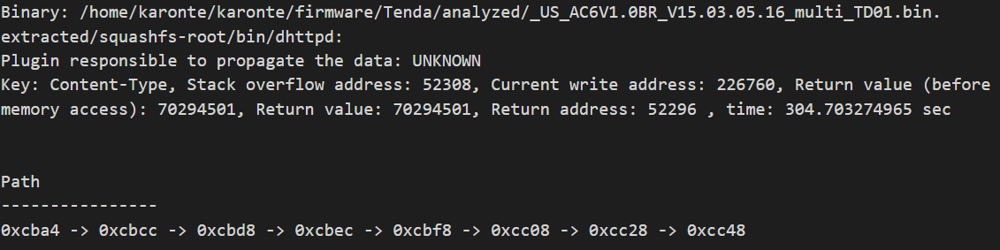 Binary: /home/karonte/karonte/firmware/Tenda/analyzed/_US_AC6V1.0BR_V15.03.05.16_multi_TD01.bin.
extracted/squashfs-root/bin/dhttpd:
Plugin responsible to propagate the data: UNKNOWN
Key: Content-Type, Stack overflow address: 52308, Current write address: 226760, Return value (before
memory access): 70294501, Return value: 70294501, Return address: 52296 , time: 304.703274965 sec
Path
----------------
0xcba4 -> 0xcbcc -> 0xcbd8 -> 0xcbec -> 0xcbf8 -> 0xcc08 -> 0xcc28 -> 0xcc48